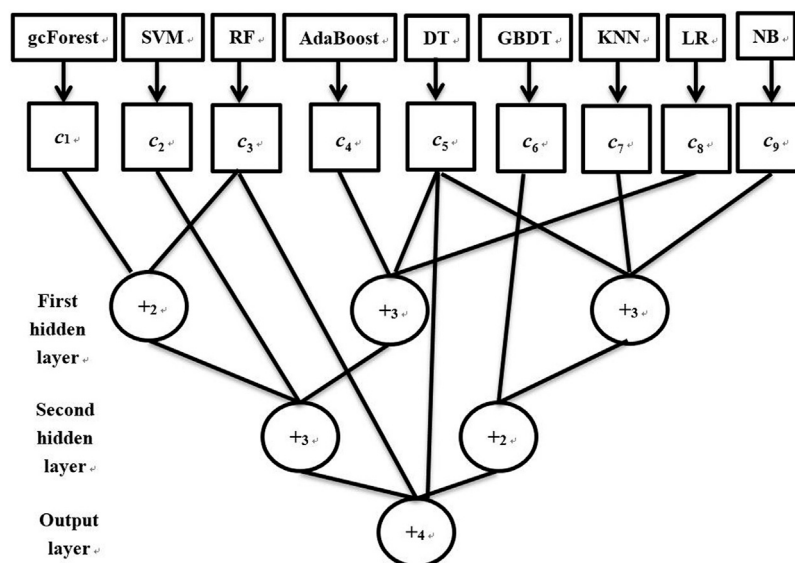 gcForest SVM RF AdaBoost DT GBDT KNN LR NB
c1 c2 c3 c4 c5 c6 c7 c8 c9
First
hidden
layer
+2 +3 +3
Second
hidden
layer
+3 +2
Output
layer
+4